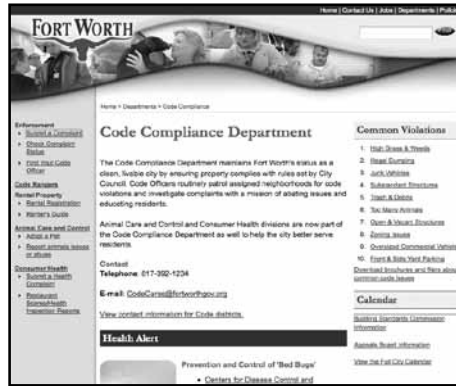 Home | Contact Us | Jobs | Departments | Policies
FORT WORTH
Home > Departments > Code Compliance
Enforcement
Submit a Complaint
Check Complaint
Status
Find Your Code
Officer
Code Rangers
Rental Property
Rental Registration
Renter's Guide
Animal Care and Control
Adopt a Pet
Report animals issues
or abuse
Consumer Health
Submit a Health
Complaint
Restaurant
Scores/Health
Inspection Reports
Code Compliance Department
The Code Compliance Department maintains Fort Worth's status as a
clean, livable city by ensuring property complies with rules set by City
Council. Code Officers routinely patrol assigned neighborhoods for code
violations and investigate complaints with a mission of abating issues and
educating residents.
Animal Care and Control and Consumer Health divisions are now part of
the Code Compliance Department as well to help the city better serve
residents.
Contact
Telephone: 817-392-1234
E-mail: CodeCares@fortworthgov.org
View contact information for Code districts.
Health Alert
Prevention and Control of 'Bed Bugs'
Centers for Disease Control and
Common Violations
1. High Grass & Weeds
2. Illegal Dumping
3. Junk Vehicles
4. Substandard Structures
5. Trash & Debris
6. Too Many Animals
7. Open & Vacant Structures
8. Zoning Issues
9. Oversized Commercial Vehicle
10. Front & Side Yard Parking
Download brochures and fliers about
common code issues
Calendar
Building Standards Commission
Information
Appeals Board Information
View the Full City Calendar